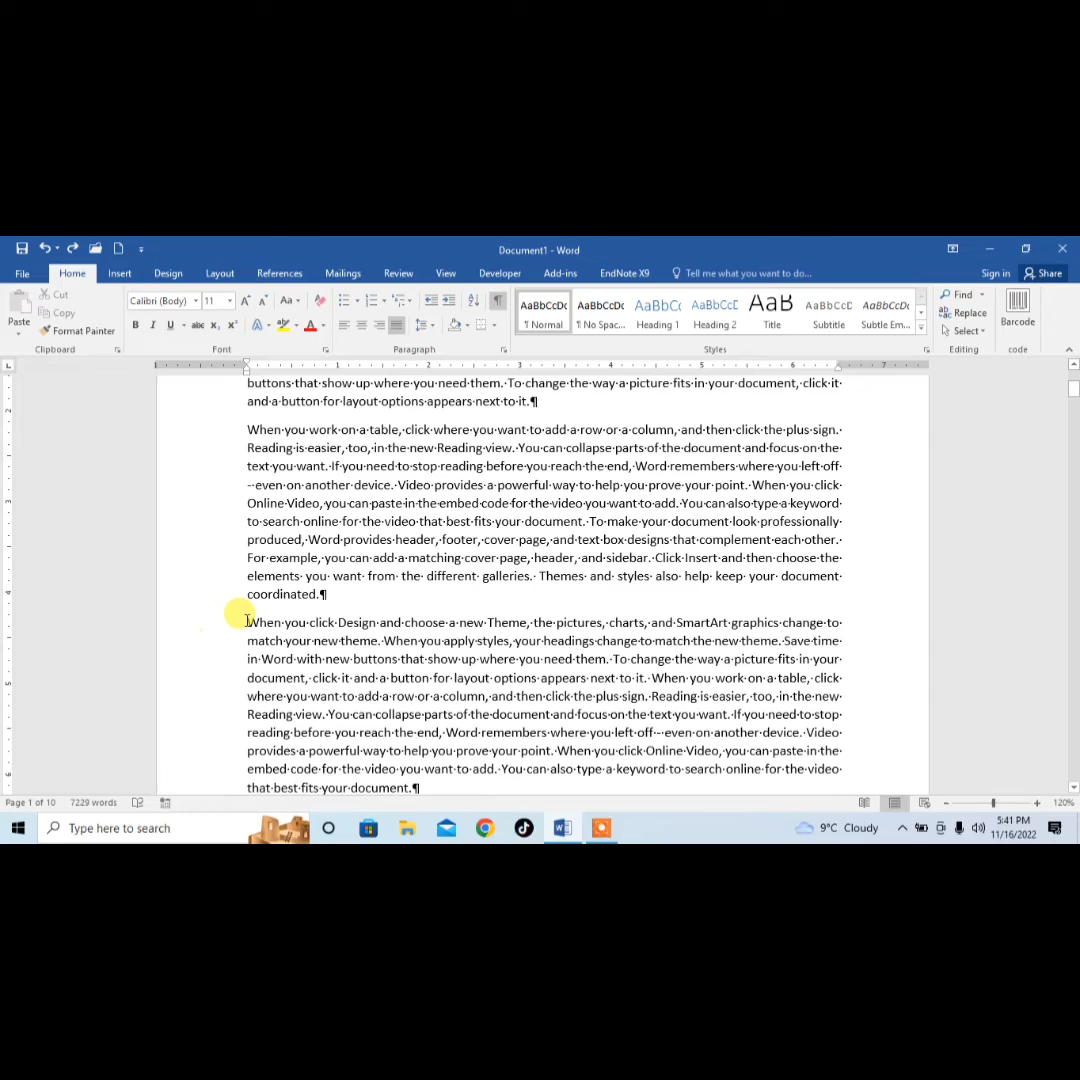 Document1 - Word
File Home Insert Design Layout References Mailings Review View Developer Add-ins EndNote X9 Tell me what you want to do... Sign in Share
Paste
Cut
Copy
Format Painter
Calibri (Body) 11
AaBbCcDc AaBbCcDc AaBbCc AaBbCcD AaB AaBbCcD AaBbCcDc
¶ Normal ¶ No Spac... Heading 1 Heading 2 Title Subtitle Subtle Em...
Find
Replace
Select
Barcode
Clipboard Font Paragraph Styles Editing code
1 1 2 3 4 5 6 7
buttons·that·show·up·where·you·need·them.·To·change·the·way·a·picture·fits·in·your·document,·click·it·
and·a·button·for·layout·options·appears·next·to·it.¶
When·you·work·on·a·table,·click·where·you·want·to·add·a·row·or·a·column,·and·then·click·the·plus·sign.·
Reading·is·easier,·too,·in·the·new·Reading·view.·You·can·collapse·parts·of·the·document·and·focus·on·the·
text·you·want.·If·you·need·to·stop·reading·before·you·reach·the·end,·Word·remembers·where·you·left·off·
-·even·on·another·device.·Video·provides·a·powerful·way·to·help·you·prove·your·point.·When·you·click·
Online·Video,·you·can·paste·in·the·embed·code·for·the·video·you·want·to·add.·You·can·also·type·a·keyword·
to·search·online·for·the·video·that·best·fits·your·document.·To·make·your·document·look·professionally·
produced,·Word·provides·header,·footer,·cover·page,·and·text·box·designs·that·complement·each·other.·
For·example,·you·can·add·a·matching·cover·page,·header,·and·sidebar.·Click·Insert·and·then·choose·the·
elements·you·want·from·the·different·galleries.·Themes·and·styles·also·help·keep·your·document·
coordinated.¶
When·you·click·Design·and·choose·a·new·Theme,·the·pictures,·charts,·and·SmartArt·graphics·change·to·
match·your·new·theme.·When·you·apply·styles,·your·headings·change·to·match·the·new·theme.·Save·time·
in·Word·with·new·buttons·that·show·up·where·you·need·them.·To·change·the·way·a·picture·fits·in·your·
document,·click·it·and·a·button·for·layout·options·appears·next·to·it.·When·you·work·on·a·table,·click·
where·you·want·to·add·a·row·or·a·column,·and·then·click·the·plus·sign.·Reading·is·easier,·too,·in·the·new·
Reading·view.·You·can·collapse·parts·of·the·document·and·focus·on·the·text·you·want.·If·you·need·to·stop·
reading·before·you·reach·the·end,·Word·remembers·where·you·left·off·-·even·on·another·device.·Video·
provides·a·powerful·way·to·help·you·prove·your·point.·When·you·click·Online·Video,·you·can·paste·in·the·
embed·code·for·the·video·you·want·to·add.·You·can·also·type·a·keyword·to·search·online·for·the·video·
that·best·fits·your·document.¶
Page 1 of 10 7229 words 120%
Type here to search 9°C Cloudy
5:41 PM
11/16/2022